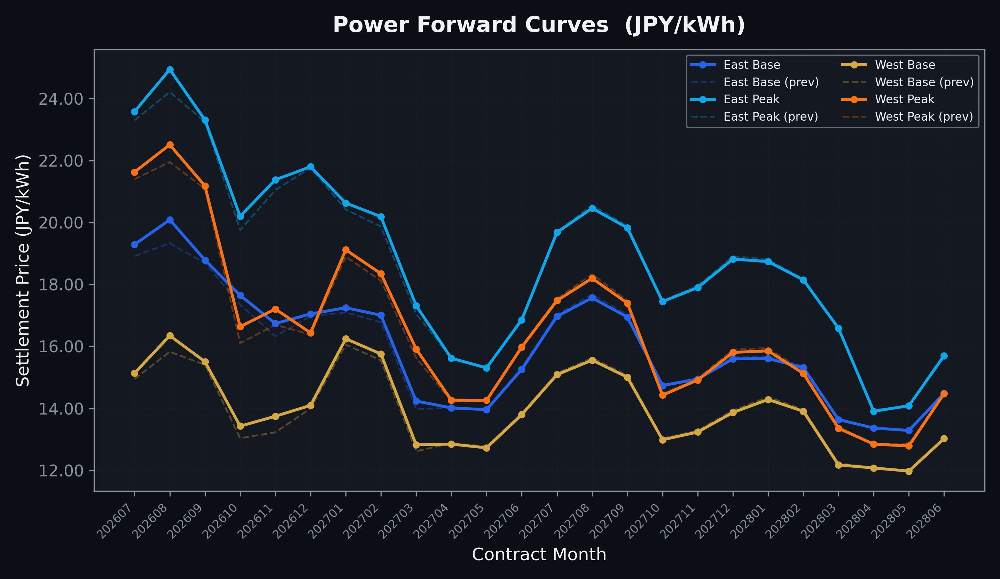 Power Forward Curves  (JPY/kWh)
East Base
East Base (prev)
East Peak
East Peak (prev)
West Base
West Base (prev)
West Peak
West Peak (prev)
Settlement Price (JPY/kWh)
24.00
22.00
20.00
18.00
16.00
14.00
12.00
202607
202608
202609
202610
202611
202612
202701
202702
202703
202704
202705
202706
202707
202708
202709
202710
202711
202712
202801
202802
202803
202804
202805
202806
Contract Month